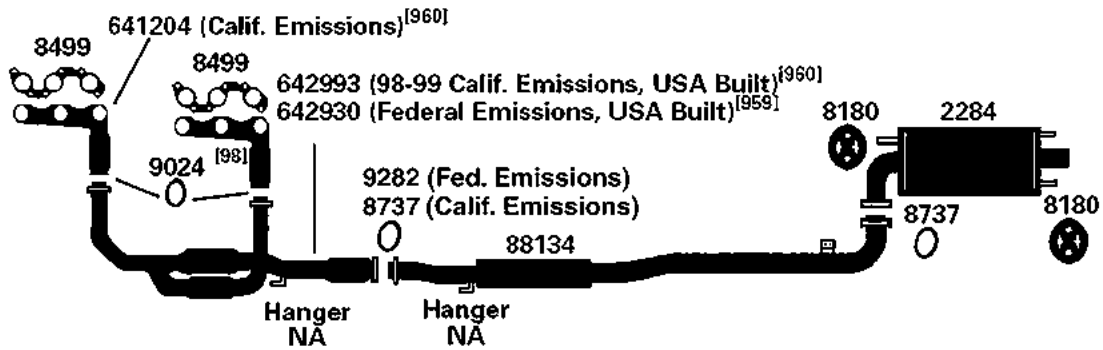 641204 (Calif. Emissions)[960]
8499
8499
642993 (98-99 Calif. Emissions, USA Built)[960]
642930 (Federal Emissions, USA Built)[959]
8180
2284
[98]
9024
9282 (Fed. Emissions)
8737 (Calif. Emissions)
8737
8180
88134
Hanger
NA
Hanger
NA